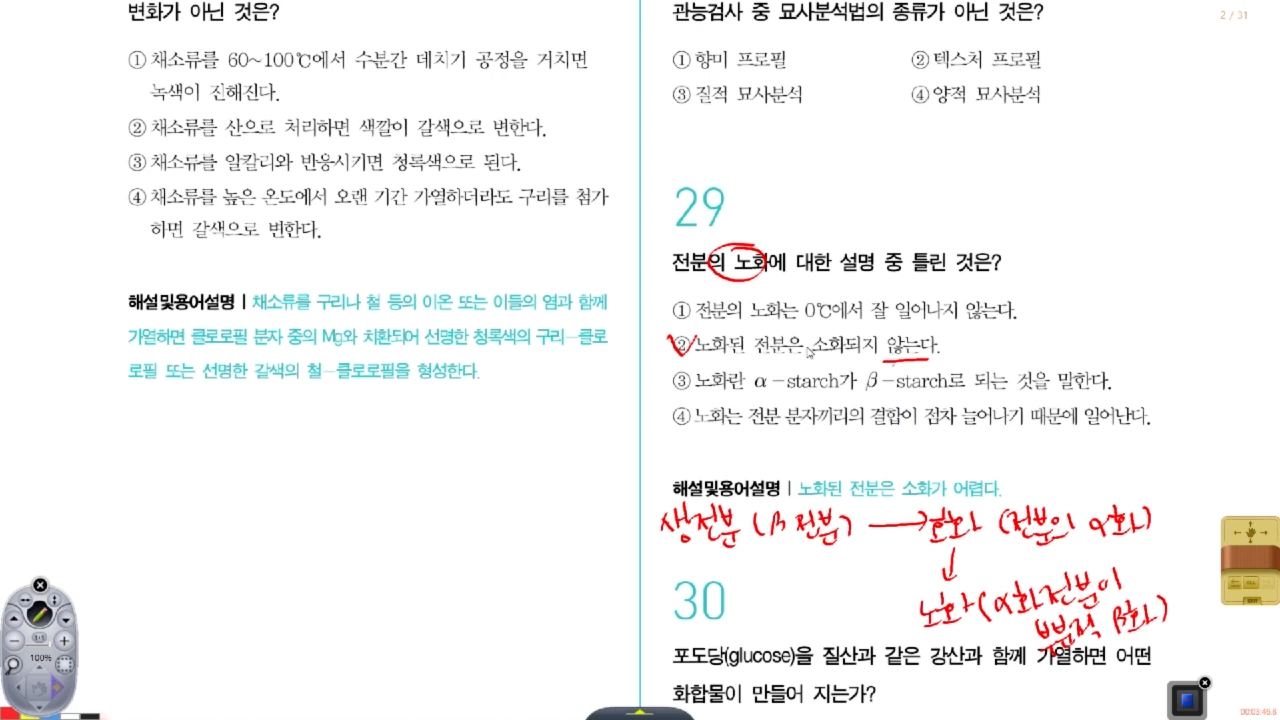 변화가 아닌 것은?
① 채소류를 60~100℃에서 수분간 데치기 공정을 거치면
녹색이 진해진다.
② 채소류를 산으로 처리하면 색깔이 갈색으로 변한다.
③ 채소류를 알칼리와 반응시키면 청록색으로 된다.
④ 채소류를 높은 온도에서 오랜 기간 가열하더라도 구리를 첨가
하면 갈색으로 변한다.
해설및용어설명 | 채소류를 구리나 철 등의 이온 또는 이들의 염과 함께
가열하면 클로로필 분자 중의 Mg와 치환되어 선명한 청록색의 구리-클로
로필 또는 선명한 갈색의 철-클로로필을 형성한다.
관능검사 중 묘사분석법의 종류가 아닌 것은?
① 향미 프로필 ② 텍스처 프로필
③ 질적 묘사분석 ④ 양적 묘사분석
29
전분의 노화에 대한 설명 중 틀린 것은?
① 전분의 노화는 0℃에서 잘 일어나지 않는다.
② 노화된 전분은 소화되지 않는다.
③ 노화란 α-starch가 β-starch로 되는 것을 말한다.
④ 노화는 전분 분자끼리의 결합이 점차 늘어나기 때문에 일어난다.
해설및용어설명 | 노화된 전분은 소화가 어렵다.
생전분 (β 전분) → 호화 (전분의 α화)
↓
노화 (α화 전분이
부분적 β화)
30
포도당(glucose)을 질산과 같은 강산과 함께 가열하면 어떤
화합물이 만들어 지는가?
2 / 31
100%
00:03:46.8